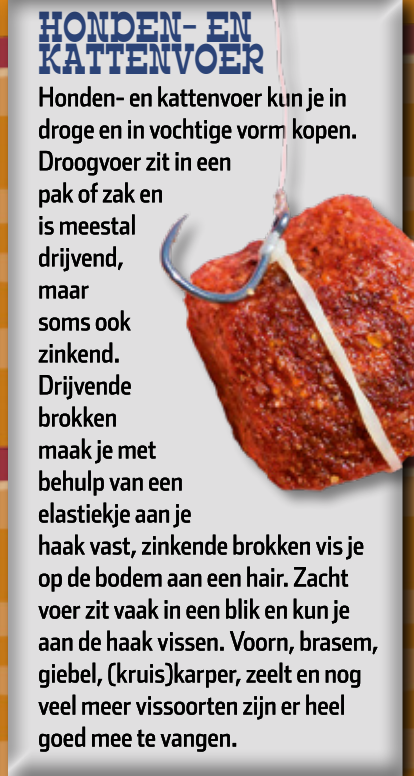 HONDEN- EN
KATTENVOER
Honden- en kattenvoer kun je in
droge en in vochtige vorm kopen.
Droogvoer zit in een
pak of zak en
is meestal
drijvend,
maar
soms ook
zinkend.
Drijvende
brokken
maak je met
behulp van een
elastiekje aan je
haak vast, zinkende brokken vis je
op de bodem aan een hair. Zacht
voer zit vaak in een blik en kun je
aan de haak vissen. Voorn, brasem,
giebel, (kruis)karper, zeelt en nog
veel meer vissoorten zijn er heel
goed mee te vangen.